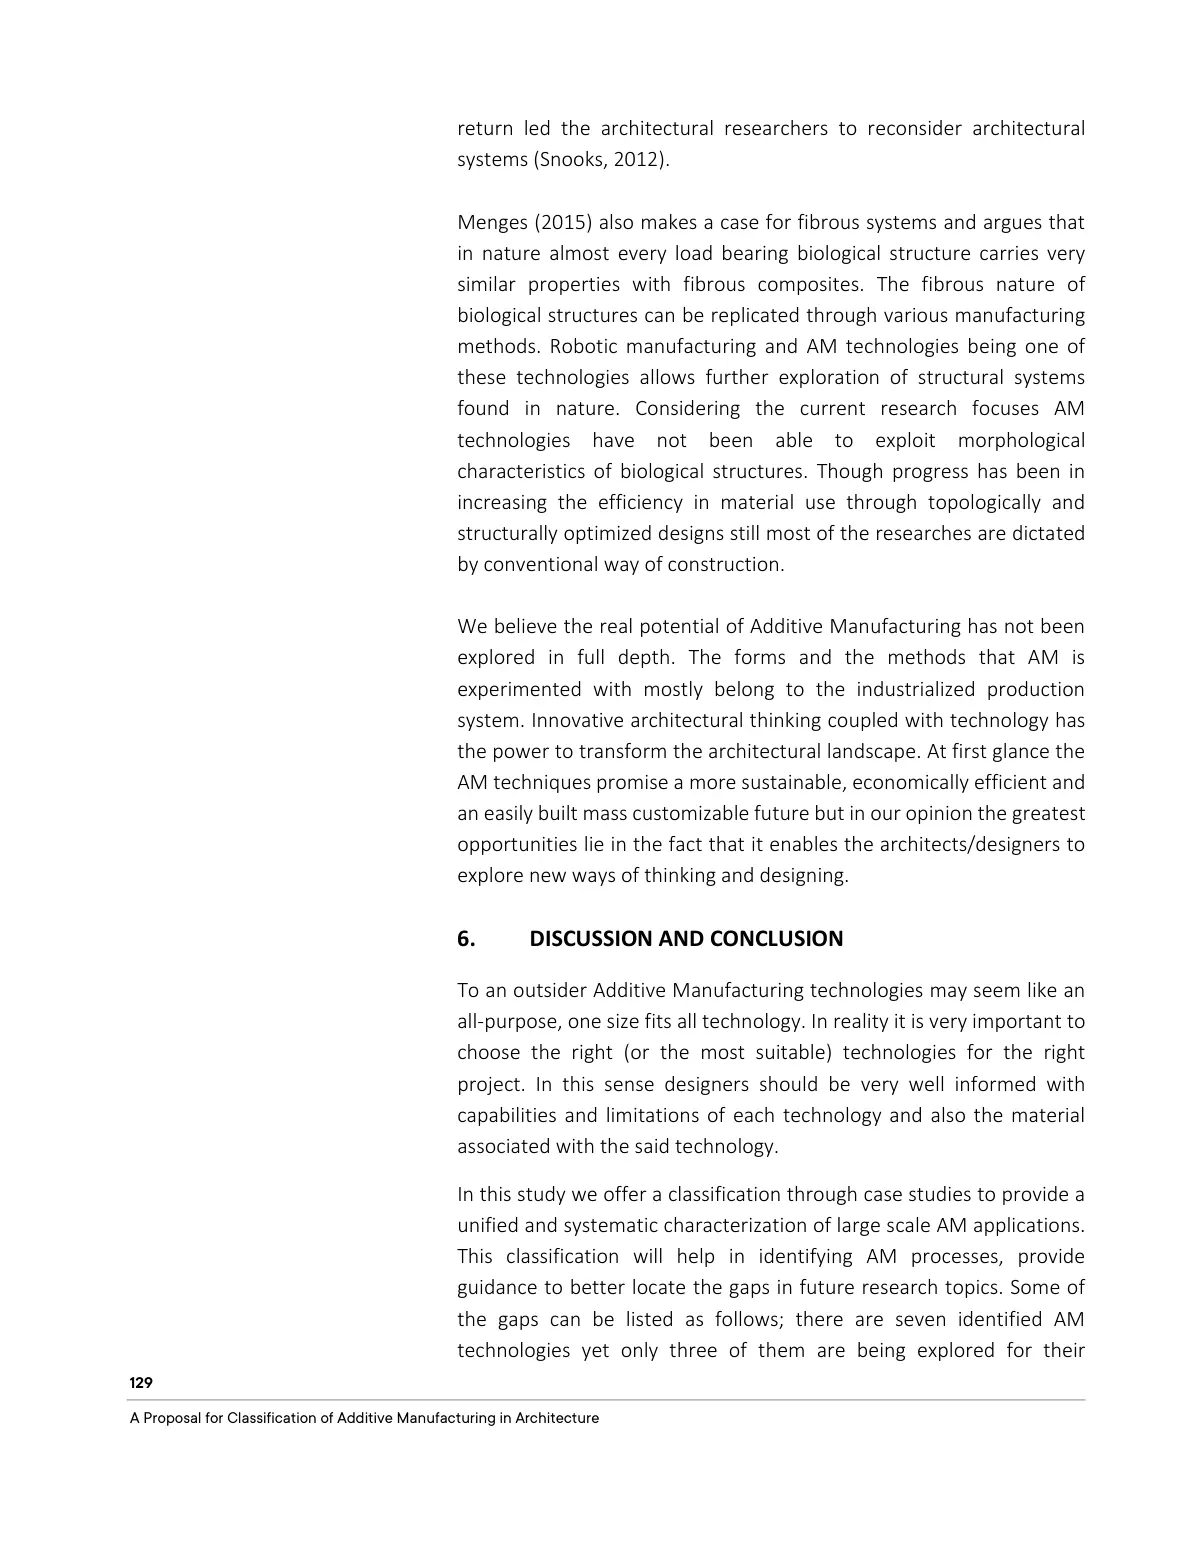 return led the architectural researchers to reconsider architectural
systems (Snooks, 2012).
Menges (2015) also makes a case for fibrous systems and argues that
in nature almost every load bearing biological structure carries very
similar properties with fibrous composites. The fibrous nature of
biological structures can be replicated through various manufacturing
methods. Robotic manufacturing and AM technologies being one of
these technologies allows further exploration of structural systems
found in nature. Considering the current research focuses AM
technologies have not been able to exploit morphological
characteristics of biological structures. Though progress has been in
increasing the efficiency in material use through topologically and
structurally optimized designs still most of the researches are dictated
by conventional way of construction.
We believe the real potential of Additive Manufacturing has not been
explored in full depth. The forms and the methods that AM is
experimented with mostly belong to the industrialized production
system. Innovative architectural thinking coupled with technology has
the power to transform the architectural landscape. At first glance the
AM techniques promise a more sustainable, economically efficient and
an easily built mass customizable future but in our opinion the greatest
opportunities lie in the fact that it enables the architects/designers to
explore new ways of thinking and designing.
6. DISCUSSION AND CONCLUSION
To an outsider Additive Manufacturing technologies may seem like an
all-purpose, one size fits all technology. In reality it is very important to
choose the right (or the most suitable) technologies for the right
project. In this sense designers should be very well informed with
capabilities and limitations of each technology and also the material
associated with the said technology.
In this study we offer a classification through case studies to provide a
unified and systematic characterization of large scale AM applications.
This classification will help in identifying AM processes, provide
guidance to better locate the gaps in future research topics. Some of
the gaps can be listed as follows; there are seven identified AM
technologies yet only three of them are being explored for their
129
A Proposal for Classification of Additive Manufacturing in Architecture